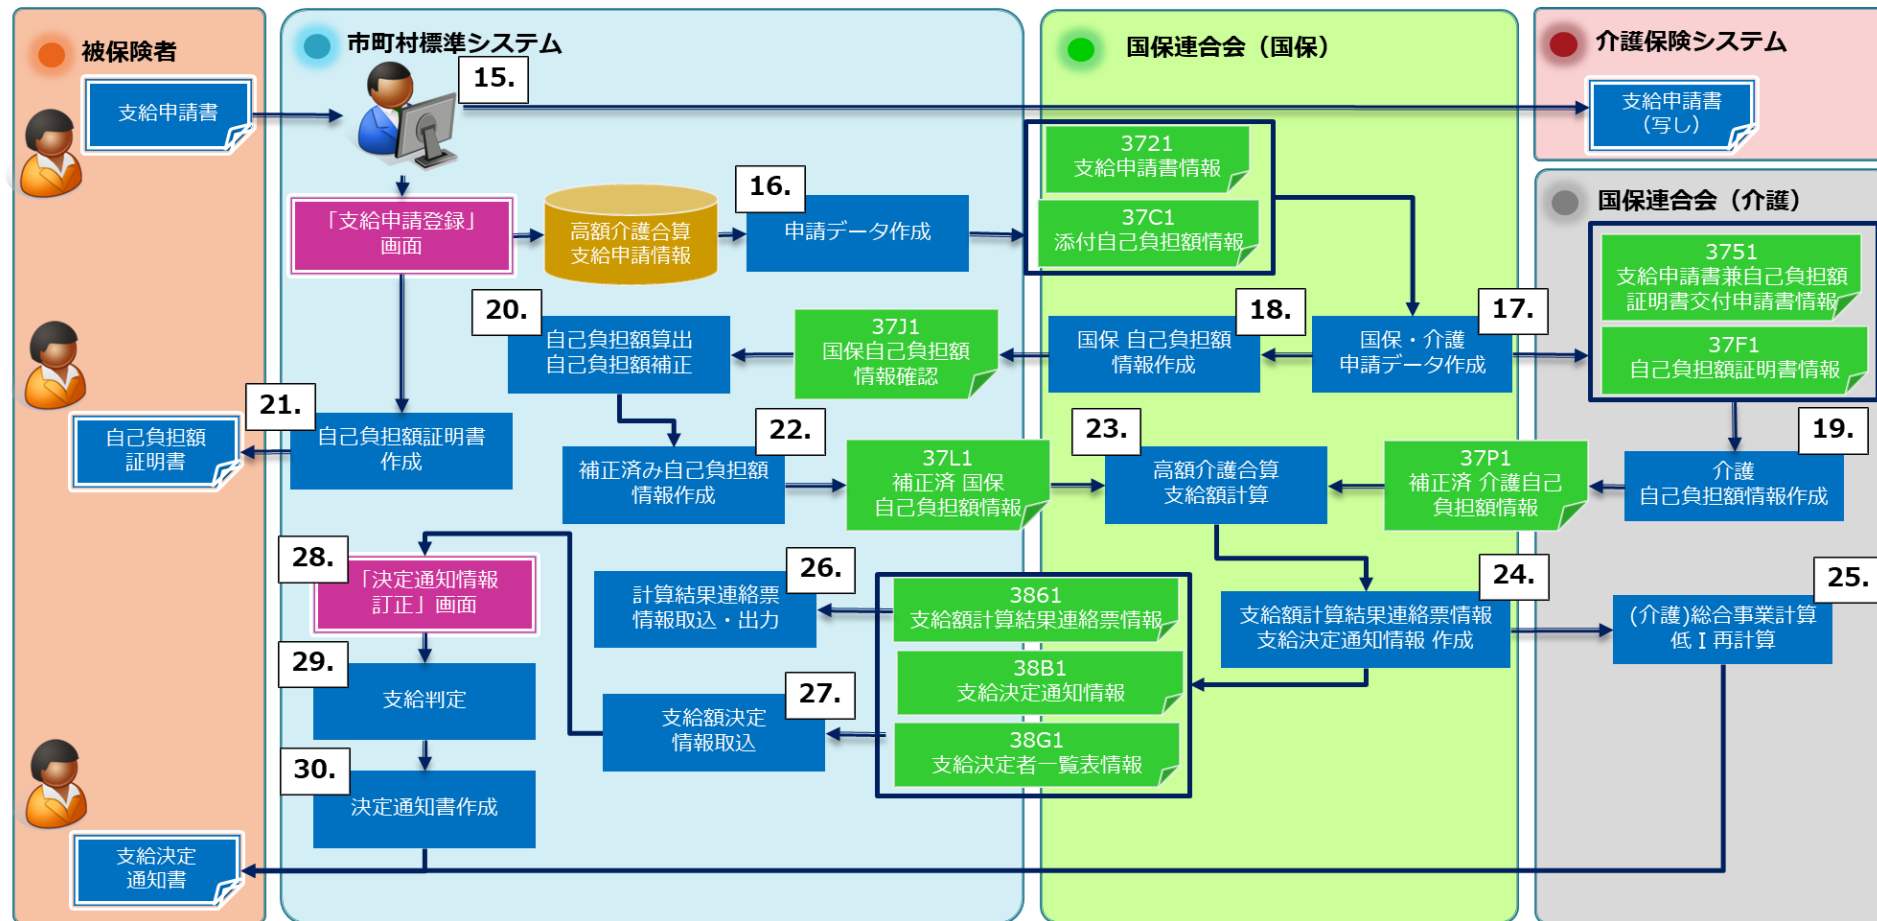 被保険者
市町村標準システム
国保連合会（国保）
介護保険システム
支給申請書
15.
支給申請書
（写し）
3721
支給申請書情報
37C1
添付自己負担額情報
「支給申請登録」
画面
高額介護合算
支給申請情報
16.
申請データ作成
国保連合会（介護）
3751
支給申請書兼自己負担額
証明書交付申請書情報
37F1
自己負担額証明書情報
20.
自己負担額算出
自己負担額補正
37J1
国保自己負担額
情報確認
18.
国保 自己負担額
情報作成
17.
国保・介護
申請データ作成
21.
自己負担額証明書
作成
自己負担額
証明書
22.
補正済み自己負担額
情報作成
37L1
補正済 国保
自己負担額情報
23.
高額介護合算
支給額計算
37P1
補正済 介護自己
負担額情報
19.
介護
自己負担額情報作成
28.
「決定通知情報
訂正」画面
26.
計算結果連絡票
情報取込・出力
3861
支給額計算結果連絡票情報
24.
支給額計算結果連絡票情報
支給決定通知情報 作成
25.
(介護)総合事業計算
低Ⅰ再計算
29.
支給判定
27.
支給額決定
情報取込
38B1
支給決定通知情報
38G1
支給決定者一覧表情報
30.
決定通知書作成
支給決定
通知書